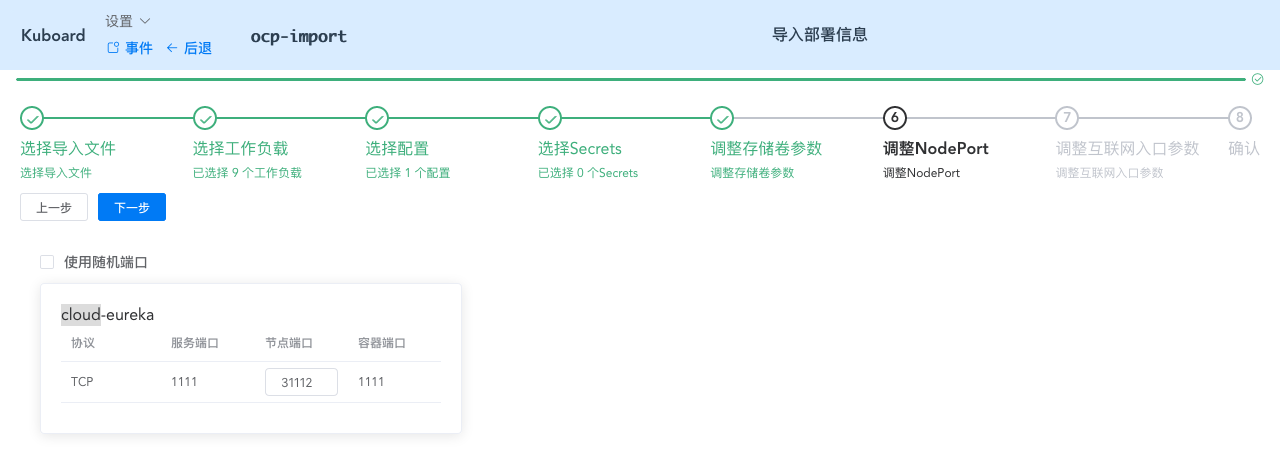 Kuboard
设置
事件 后退
ocp-import
导入部署信息
6 7 8
选择导入文件 选择工作负载 选择配置 选择Secrets 调整存储卷参数 调整NodePort 调整互联网入口参数 确认
选择导入文件 已选择 9 个工作负载 已选择 1 个配置 已选择 0 个Secrets 调整存储卷参数 调整NodePort 调整互联网入口参数
上一步 下一步
使用随机端口
cloud-eureka
协议 服务端口 节点端口 容器端口
TCP 1111 31112 1111